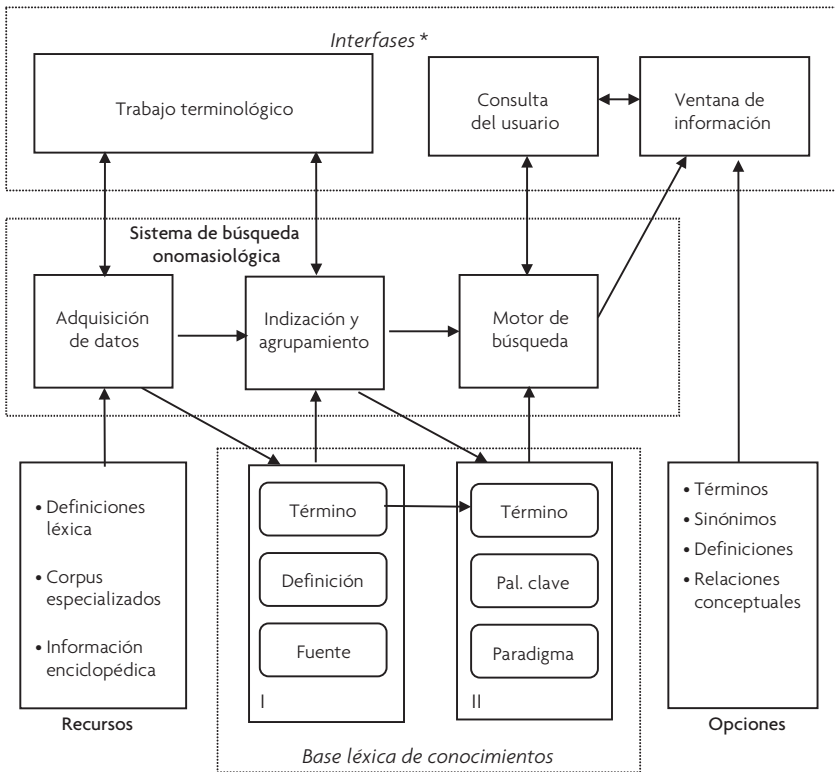 Interfases *
Trabajo terminológico
Consulta
del usuario
Ventana de
información
Sistema de búsqueda
onomasiológica
Adquisición
de datos
Indización y
agrupamiento
Motor de
búsqueda
• Definiciones
léxica
• Corpus
especializados
• Información
enciclopédica
Recursos
Término
Definición
Fuente
I
Término
Pal. clave
Paradigma
II
Base léxica de conocimientos
• Términos
• Sinónimos
• Definiciones
• Relaciones
conceptuales
Opciones